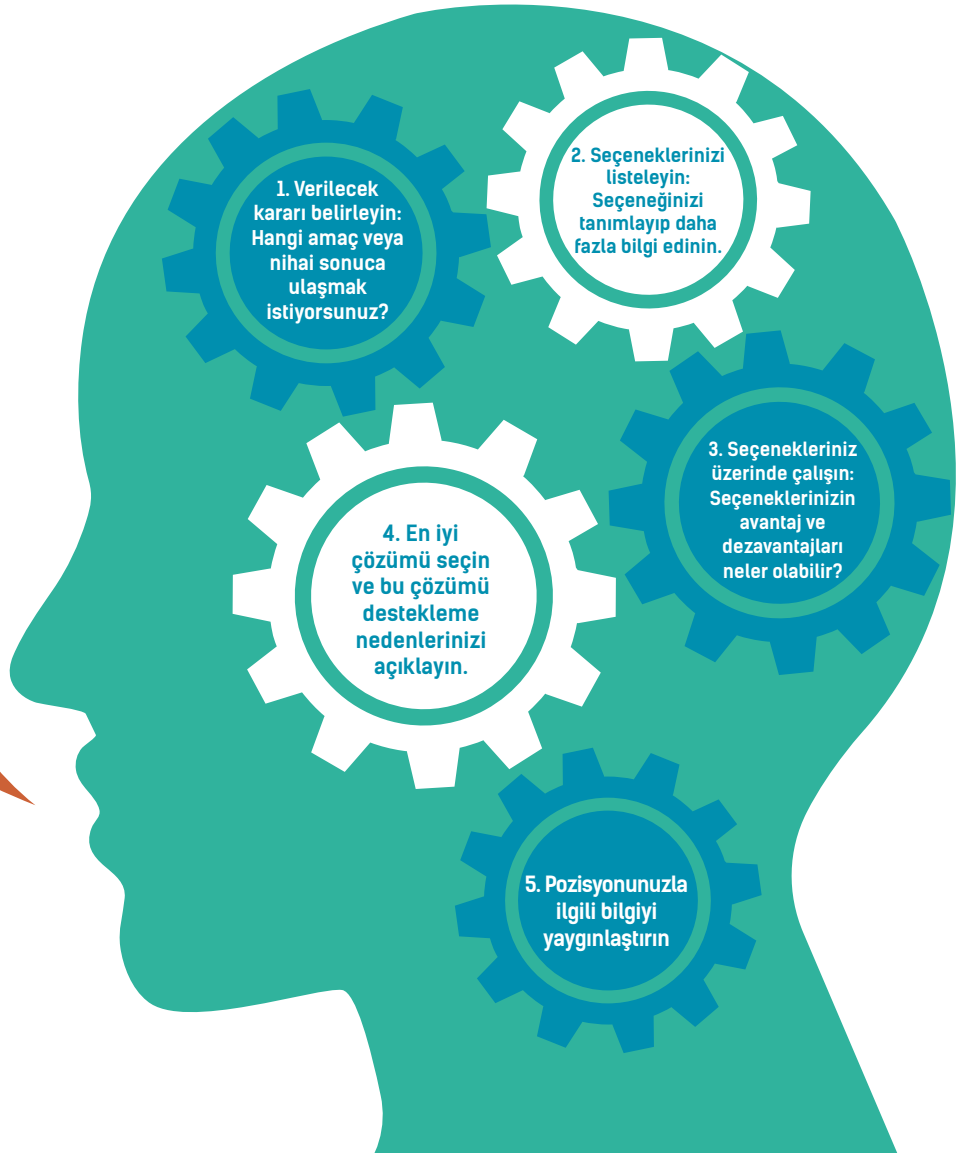 1. Verilecek
kararı belirleyin:
Hangi amaç veya
nihai sonuca
ulaşmak
istiyorsunuz?
2. Seçeneklerinizi
listeleyin:
Seçeneğinizi
tanımlayıp daha
fazla bilgi edinin.
3. Seçenekleriniz
üzerinde çalışın:
Seçeneklerinizin
avantaj ve
dezavantajları
neler olabilir?
4. En iyi
çözümü seçin
ve bu çözümü
destekleme
nedenlerinizi
açıklayın.
5. Pozisyonunuzla
ilgili bilgiyi
yaygınlaştırın